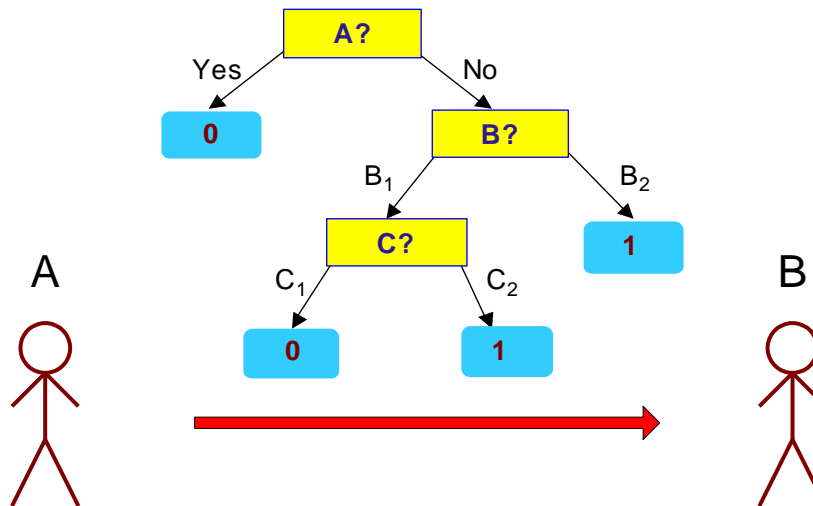 A?
Yes
No
0
B?
B₁
B₂
C?
1
A
B
C₁
C₂
0
1